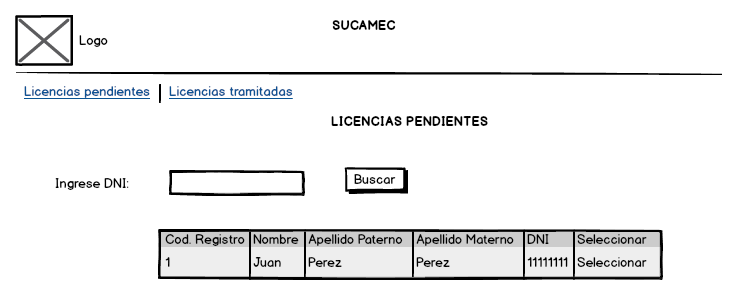 SUCAMEC
Logo
Licencias pendientes Licencias tramitadas
LICENCIAS PENDIENTES
Ingrese DNI: Buscar
Cod. Registro Nombre Apellido Paterno Apellido Materno DNI Seleccionar
1 Juan Perez Perez 11111111 Seleccionar